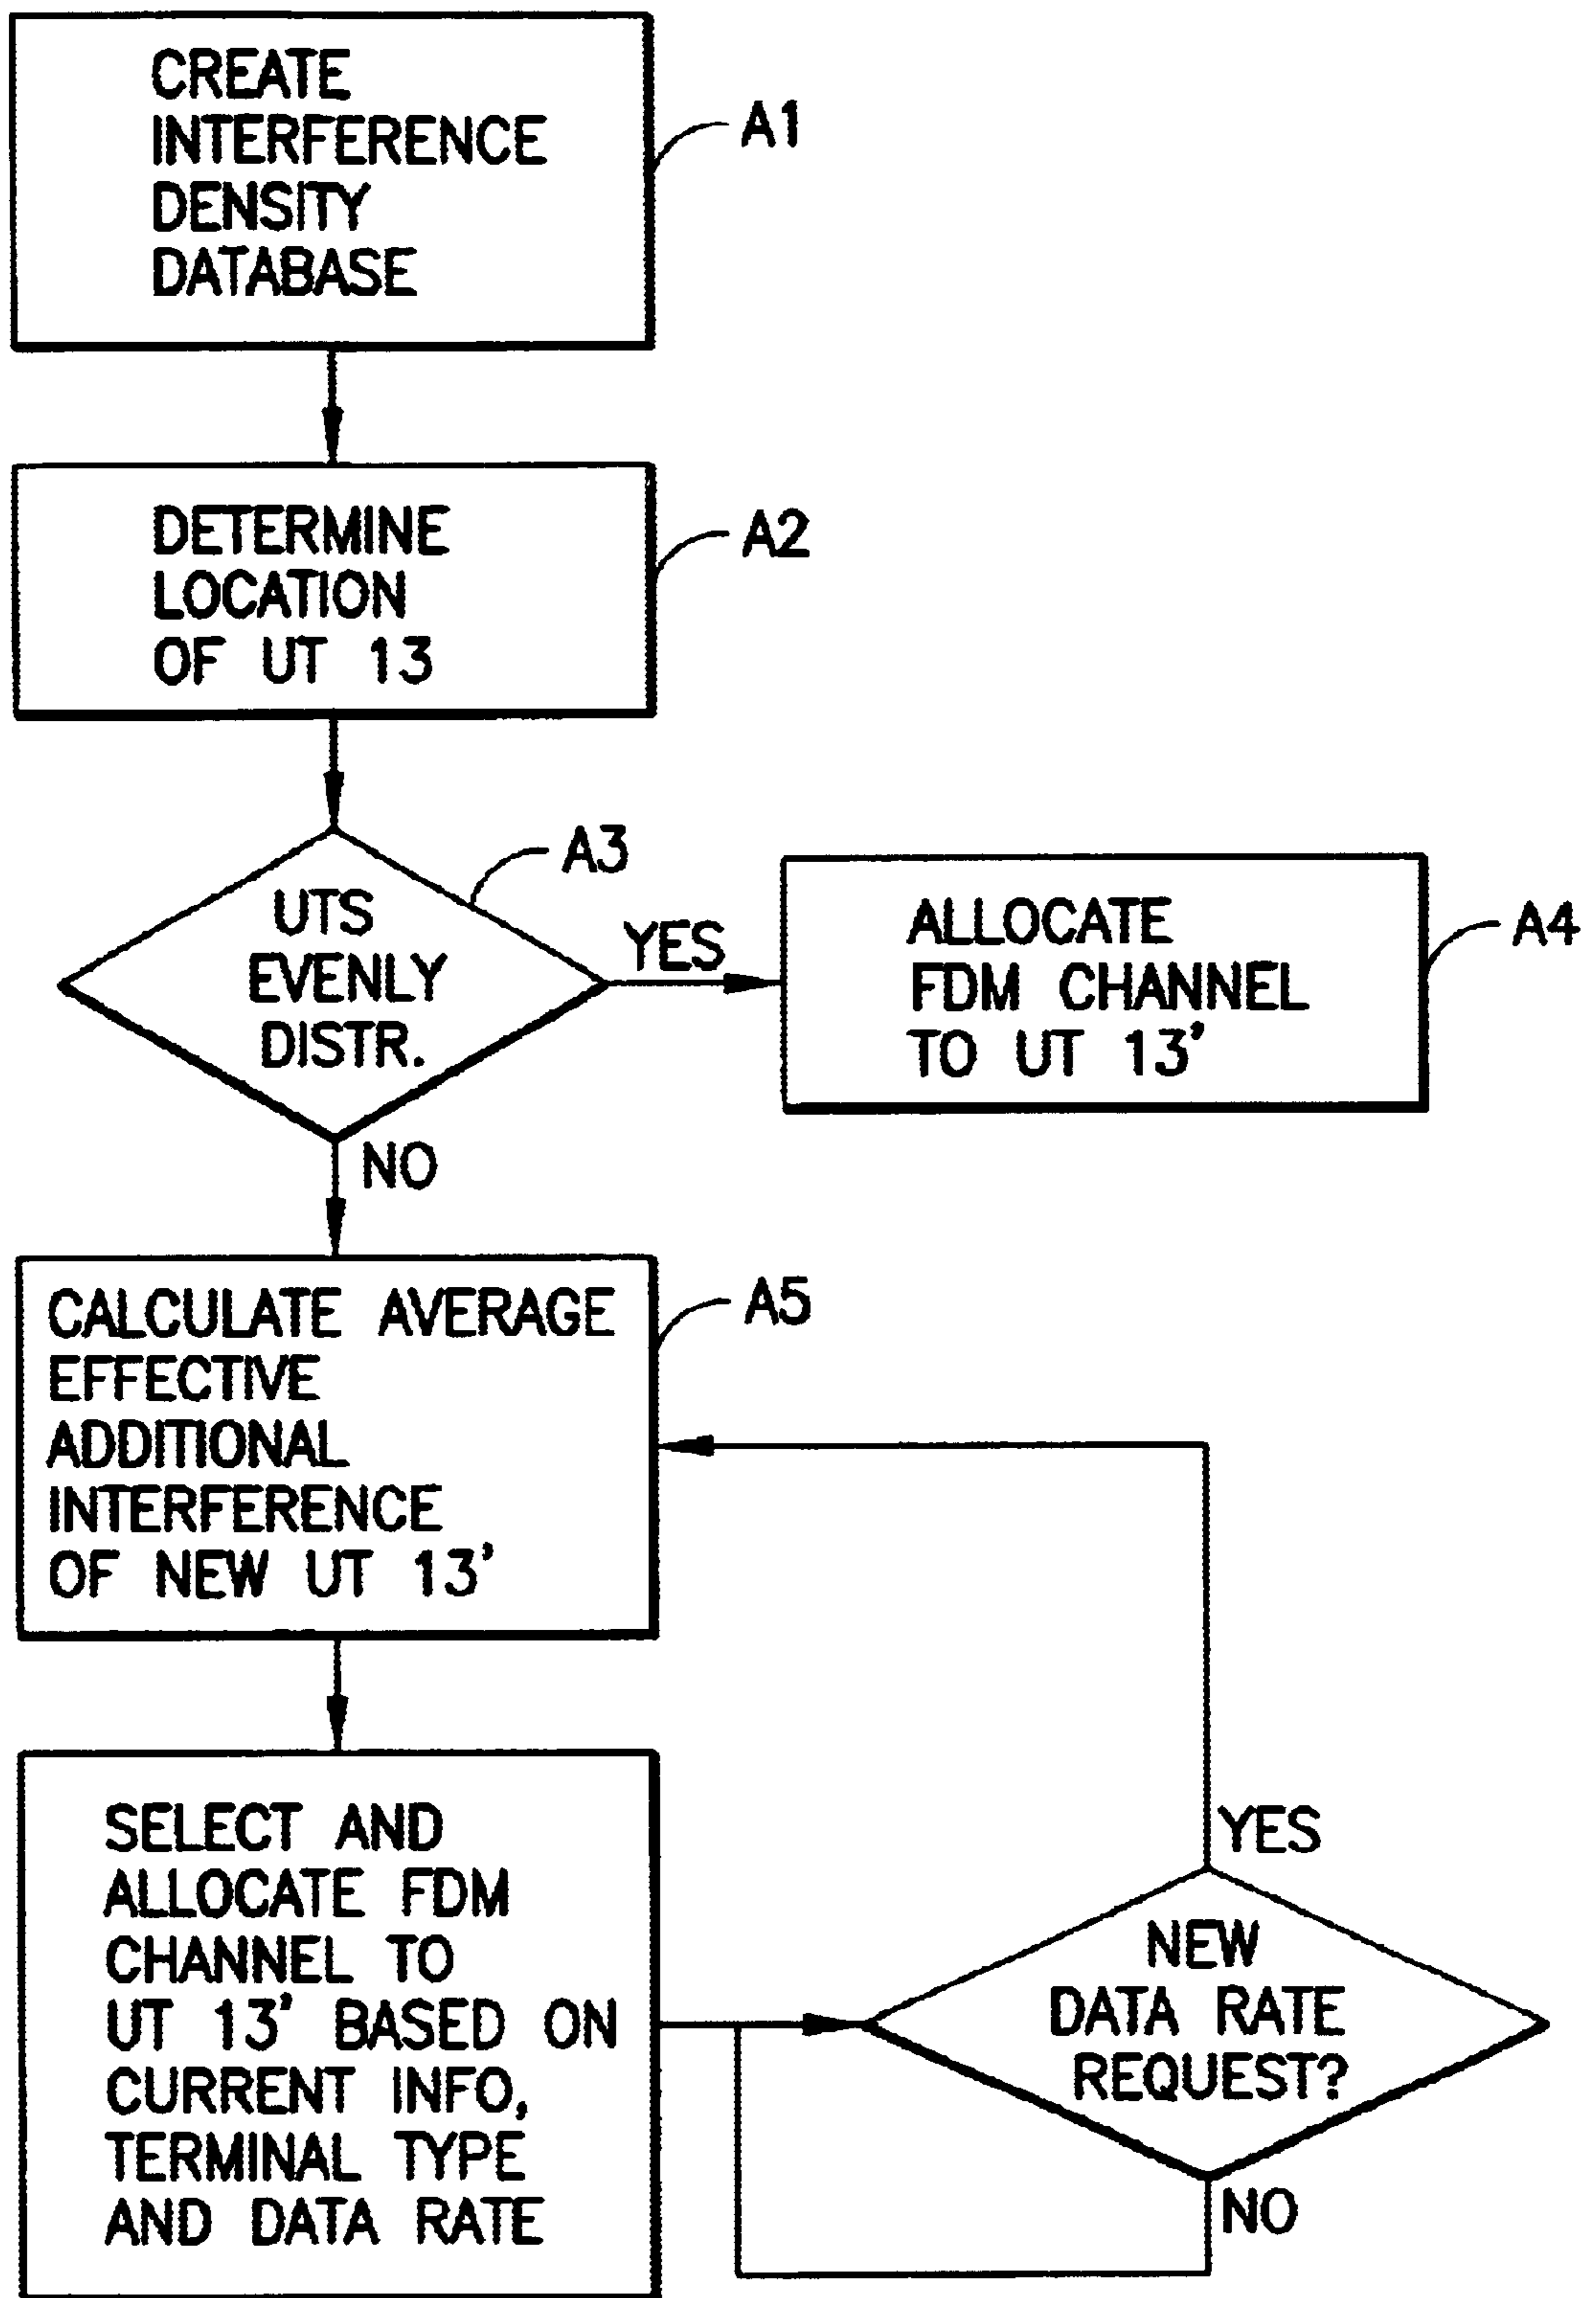 CREATE
INTERFERENCE
DENSITY
DATABASE
A1
DETERMINE
LOCATION
OF UT 13
A2
A3
UTS
EVENLY
DISTR.
YES
ALLOCATE
FDM CHANNEL
TO UT 13'
A4
NO
CALCULATE AVERAGE
EFFECTIVE
ADDITIONAL
INTERFERENCE
OF NEW UT 13'
A5
SELECT AND
ALLOCATE FDM
CHANNEL TO
UT 13' BASED ON
CURRENT INFO,
TERMINAL TYPE
AND DATA RATE
YES
NEW
DATA RATE
REQUEST?
NO